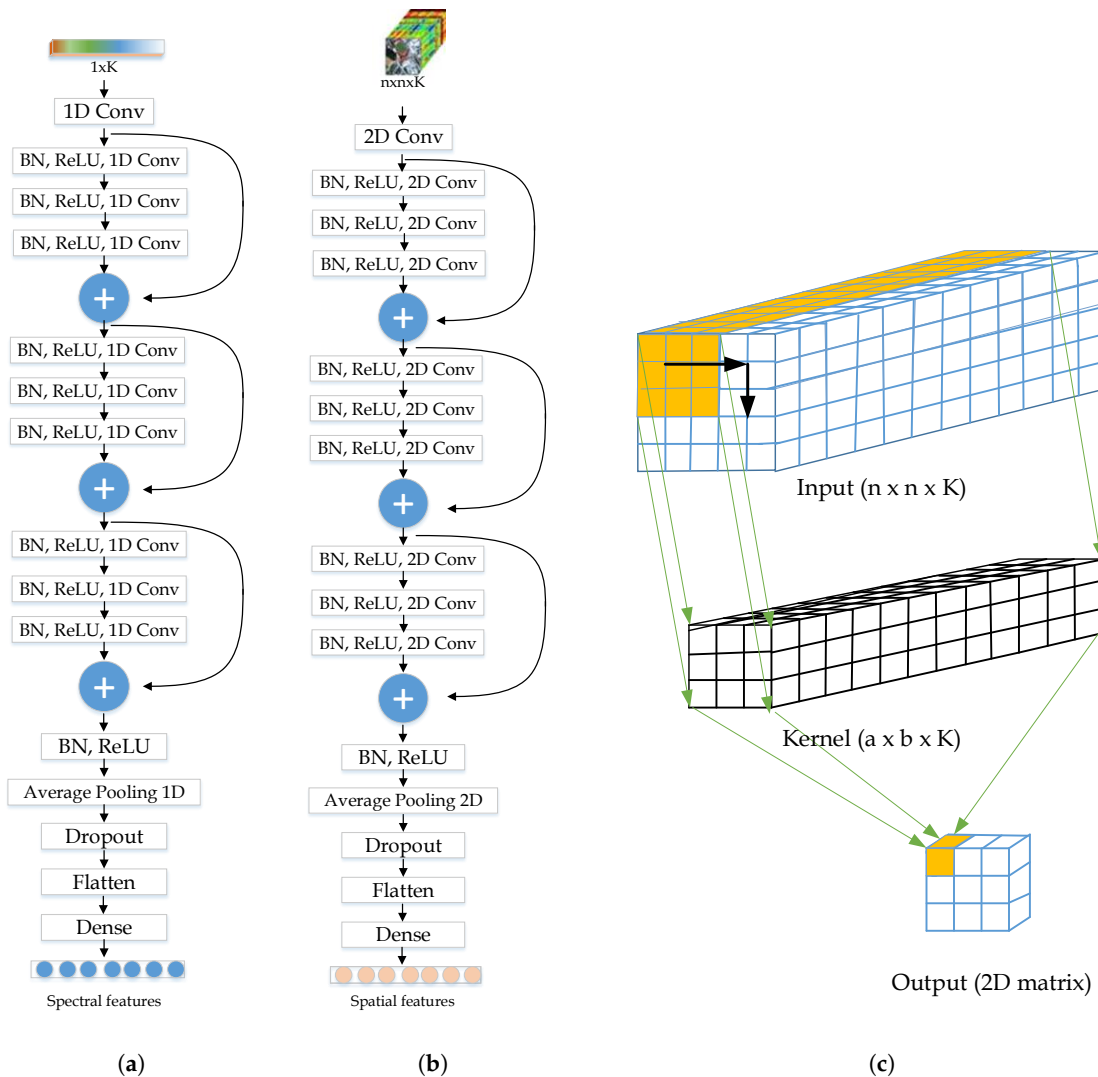 1xK
1D Conv
BN, ReLU, 1D Conv
BN, ReLU, 1D Conv
BN, ReLU, 1D Conv
+
BN, ReLU, 1D Conv
BN, ReLU, 1D Conv
BN, ReLU, 1D Conv
+
BN, ReLU, 1D Conv
BN, ReLU, 1D Conv
BN, ReLU, 1D Conv
+
BN, ReLU
Average Pooling 1D
Dropout
Flatten
Dense
Spectral features
(a)
nxnxK
2D Conv
BN, ReLU, 2D Conv
BN, ReLU, 2D Conv
BN, ReLU, 2D Conv
+
BN, ReLU, 2D Conv
BN, ReLU, 2D Conv
BN, ReLU, 2D Conv
+
BN, ReLU, 2D Conv
BN, ReLU, 2D Conv
BN, ReLU, 2D Conv
+
BN, ReLU
Average Pooling 2D
Dropout
Flatten
Dense
Spatial features
(b)
Input (n x n x K)
Kernel (a x b x K)
Output (2D matrix)
(c)